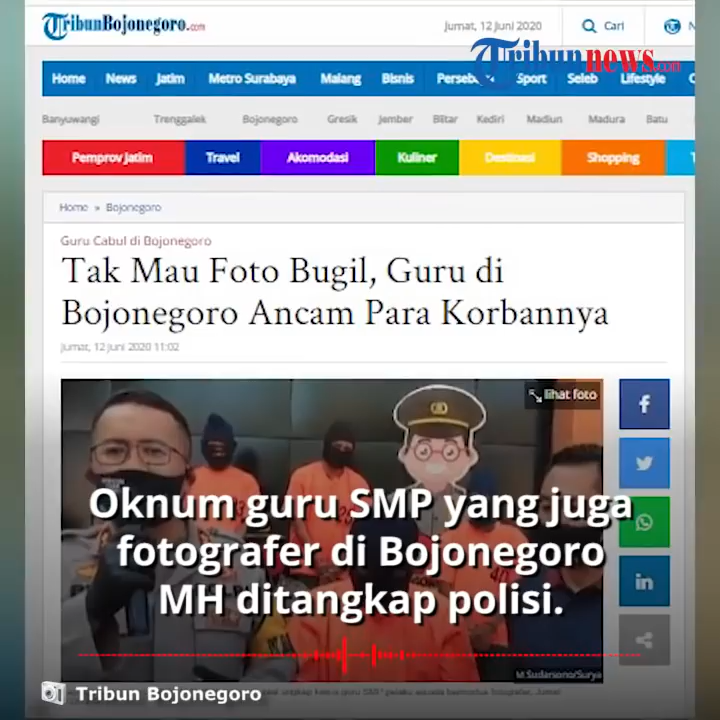 TribunBojonegoro.com
Jumat, 12 Juni 2020
Cari
N
Tribunnews.com
Home News Jatim Metro Surabaya Malang Bisnis Perseb Sport Seleb Lifestyle
Banyuwangi Trenggalek Bojonegoro Gresik Jember Blitar Kediri Madiun Madura Batu
Pemprov Jatim Travel Akomodasi Kuliner Destinasi Shopping T
Home » Bojonegoro
Guru Cabul di Bojonegoro
Tak Mau Foto Bugil, Guru di
Bojonegoro Ancam Para Korbannya
Jumat, 12 Juni 2020 11:02
lihat foto
Oknum guru SMP yang juga
fotografer di Bojonegoro
MH ditangkap polisi.
M.Sudarsono/Surya
Tribun Bojonegoro